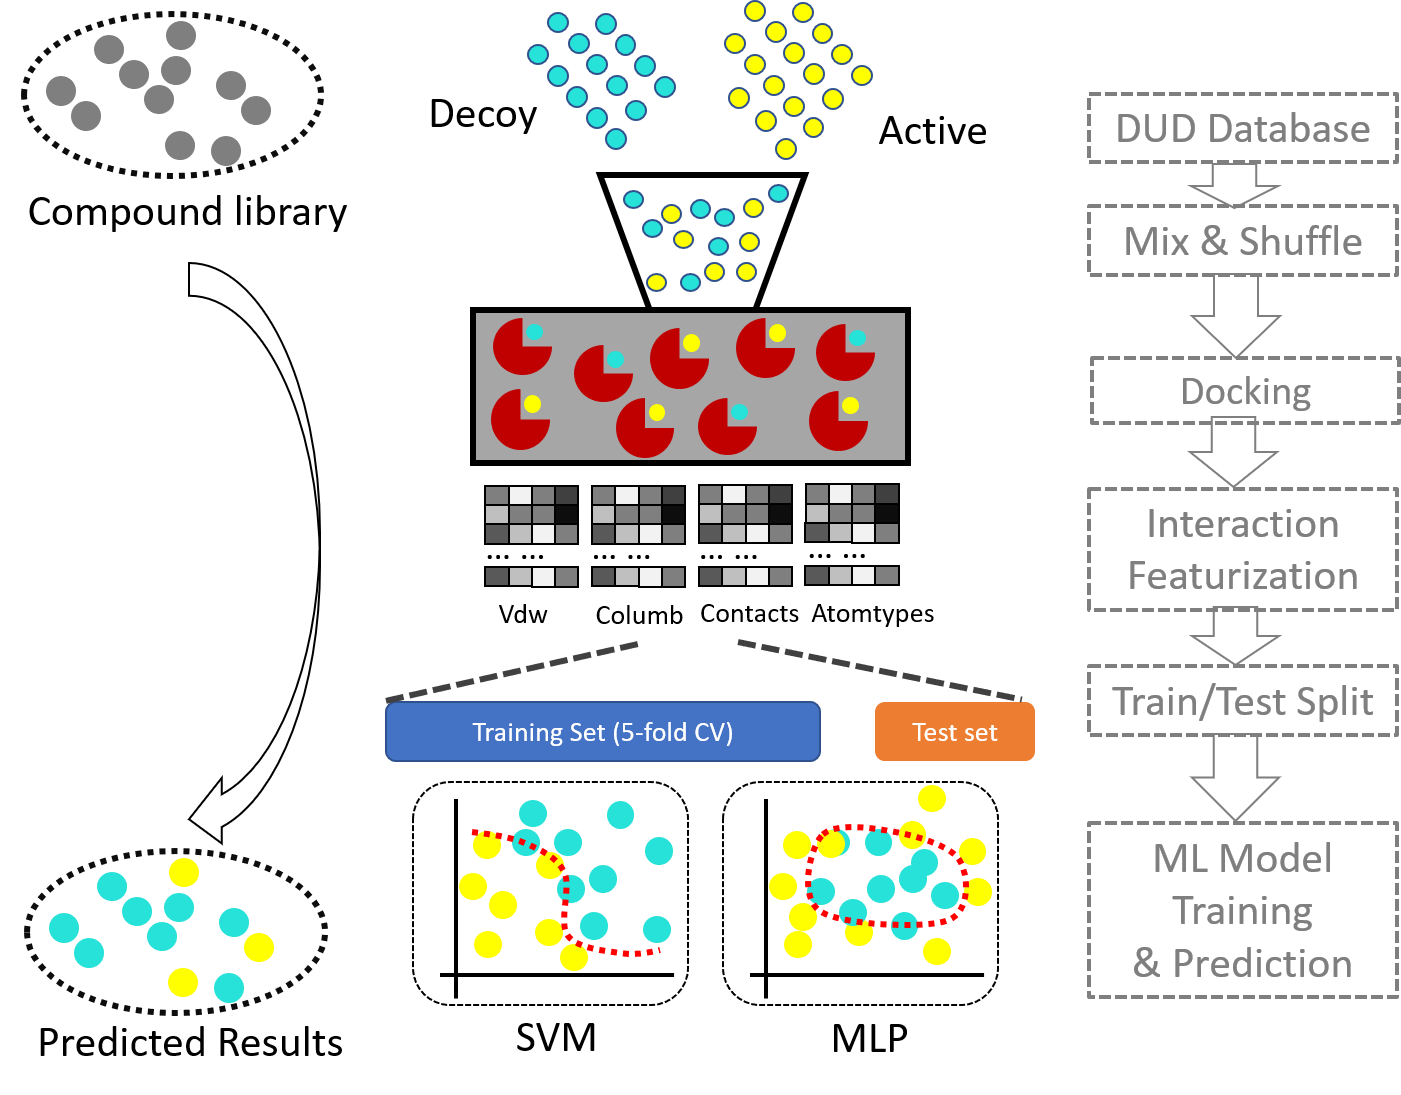 Compound library
Decoy
Active
Vdw
Columb
Contacts
Atomtypes
... ...
... ...
... ...
... ...
Training Set (5-fold CV)
Test set
SVM
MLP
Predicted Results
DUD Database
Mix & Shuffle
Docking
Interaction
Featurization
Train/Test Split
ML Model
Training
& Prediction